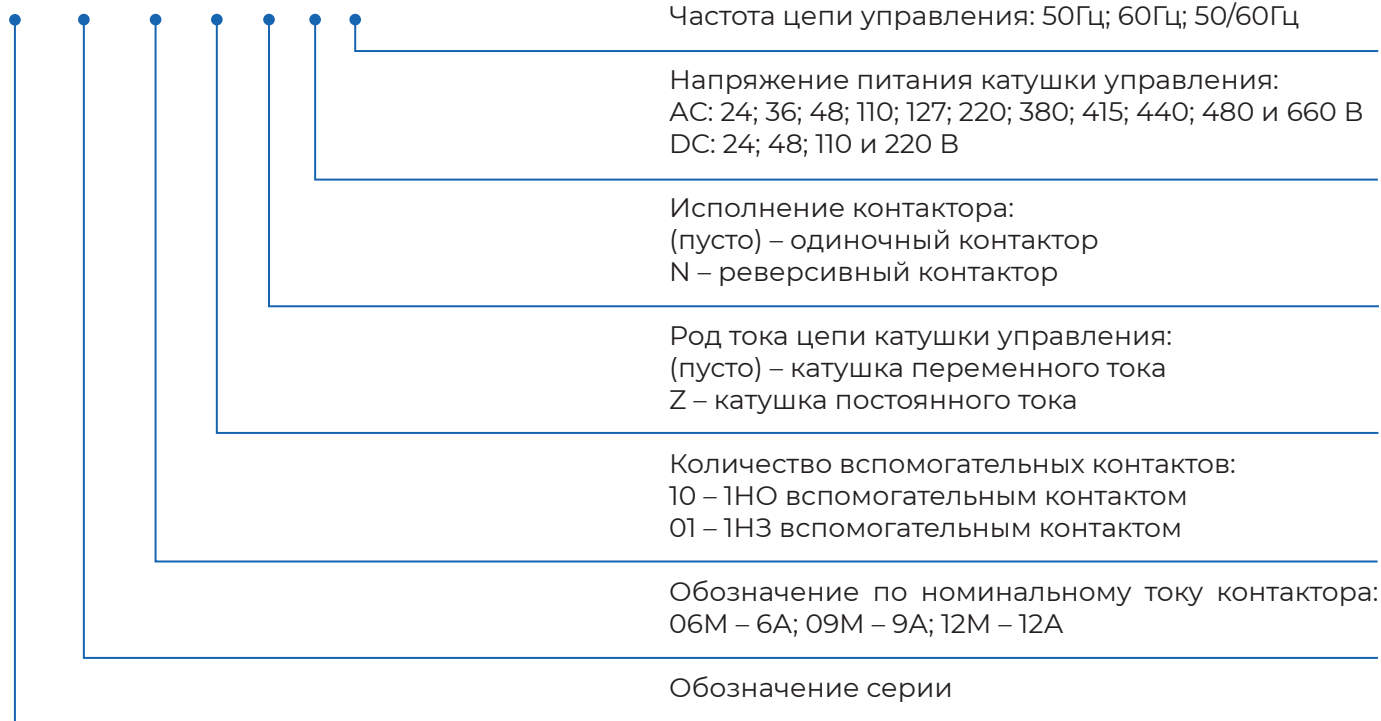 Частота цепи управления: 50Гц; 60Гц; 50/60Гц
Напряжение питания катушки управления:
AC: 24; 36; 48; 110; 127; 220; 380; 415; 440; 480 и 660 В
DC: 24; 48; 110 и 220 В
Исполнение контактора:
(пусто) – одиночный контактор
N – реверсивный контактор
Род тока цепи катушки управления:
(пусто) – катушка переменного тока
Z – катушка постоянного тока
Количество вспомогательных контактов:
10 – 1НО вспомогательным контактом
01 – 1НЗ вспомогательным контактом
Обозначение по номинальному току контактора:
06М – 6А; 09М – 9А; 12М – 12А
Обозначение серии